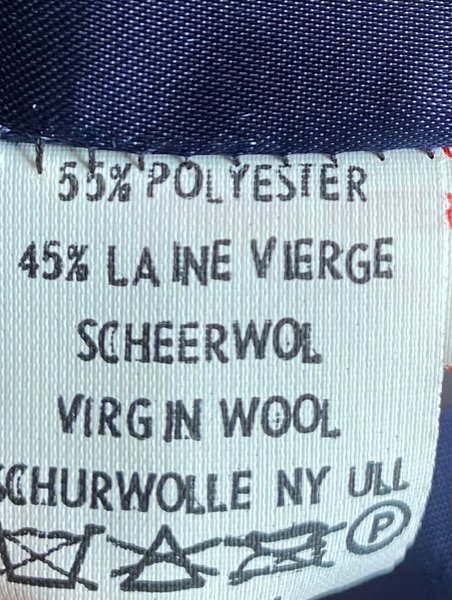 55% POLYESTER
45% LAINE VIERGE
SCHEERWOL
VIRGIN WOOL
SCHURWOLLE NY ULL
P